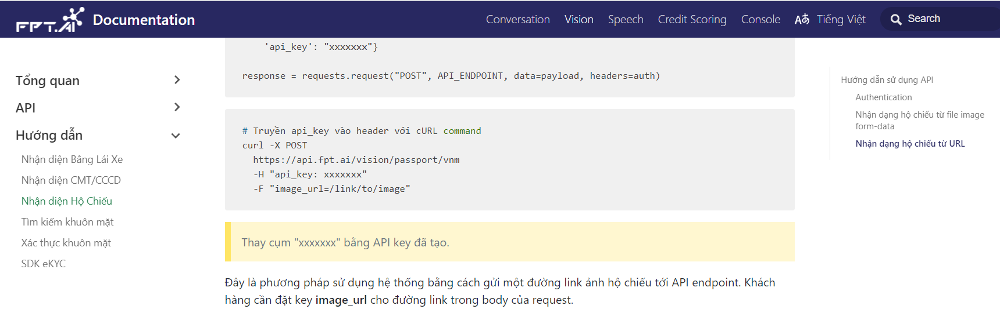 FPT.AI Documentation
Conversation Vision Speech Credit Scoring Console Aあ Tiếng Việt Search
Tổng quan
API
Hướng dẫn
Nhận diện Bằng Lái Xe
Nhận diện CMT/CCCD
Nhận diện Hộ Chiếu
Tìm kiếm khuôn mặt
Xác thực khuôn mặt
SDK eKYC
'api_key': "xxxxxxx"}
response = requests.request("POST", API_ENDPOINT, data=payload, headers=auth)
# Truyền api_key vào header với cURL command
curl -X POST
https://api.fpt.ai/vision/passport/vnm
-H "api_key: xxxxxxx"
-F "image_url=/link/to/image"
Thay cụm "xxxxxxx" bằng API key đã tạo.
Đây là phương pháp sử dụng hệ thống bằng cách gửi một đường link ảnh hộ chiếu tới API endpoint. Khách
hàng cần đặt key image_url cho đường link trong body của request.
Hướng dẫn sử dụng API
Authentication
Nhận dạng hộ chiếu từ file image
form-data
Nhận dạng hộ chiếu từ URL